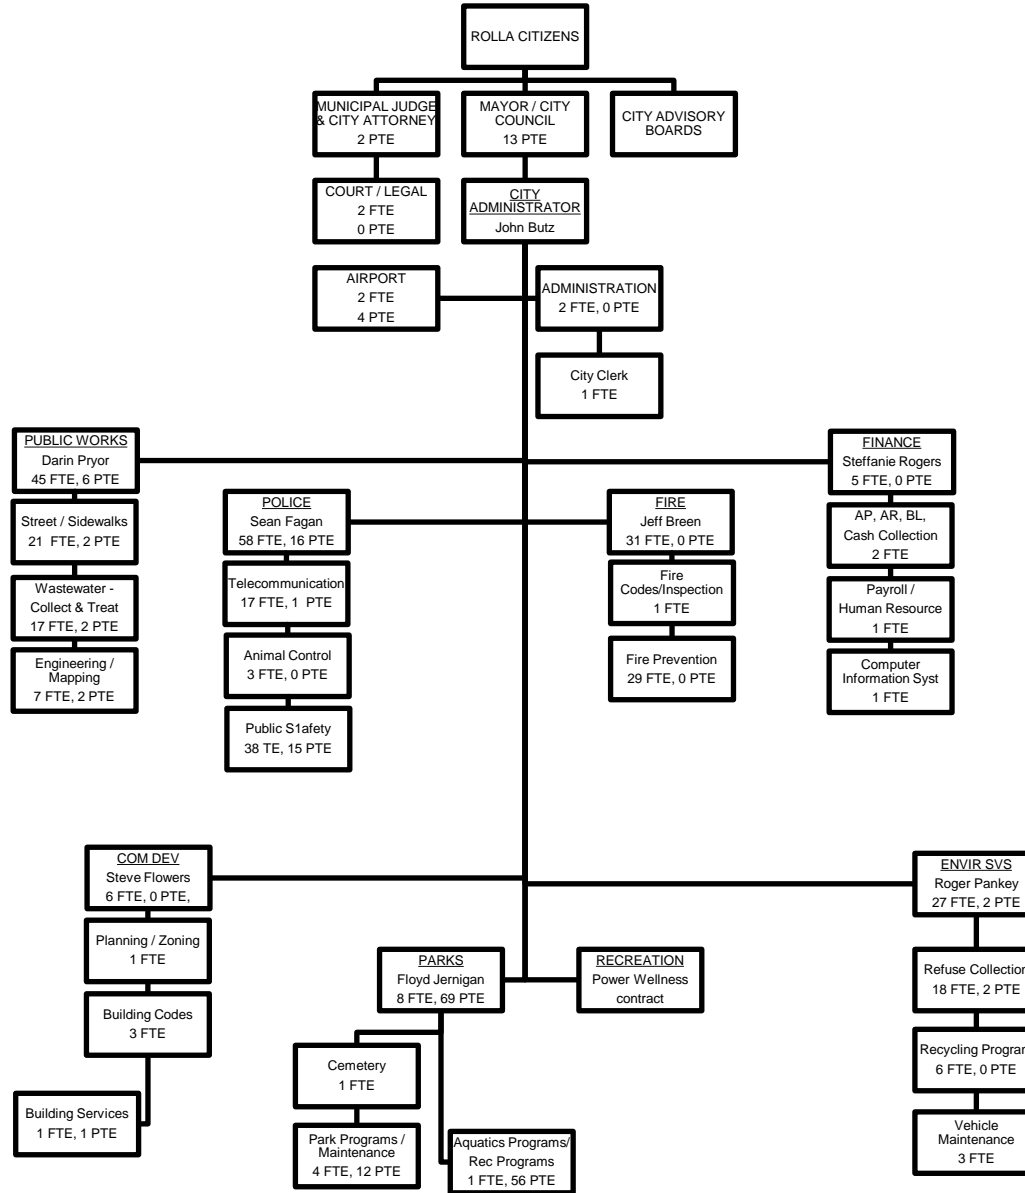 ROLLA CITIZENS
MUNICIPAL JUDGE
& CITY ATTORNEY
2 PTE
MAYOR / CITY
COUNCIL
13 PTE
CITY ADVISORY
BOARDS
COURT / LEGAL
2 FTE
0 PTE
CITY
ADMINISTRATOR
John Butz
AIRPORT
2 FTE
4 PTE
ADMINISTRATION
2 FTE, 0 PTE
City Clerk
1 FTE
PUBLIC WORKS
Darin Pryor
45 FTE, 6 PTE
Street / Sidewalks
21 FTE, 2 PTE
Wastewater -
Collect & Treat
17 FTE, 2 PTE
Engineering /
Mapping
7 FTE, 2 PTE
POLICE
Sean Fagan
58 FTE, 16 PTE
Telecommunication
17 FTE, 1 PTE
Animal Control
3 FTE, 0 PTE
Public S1afety
38 TE, 15 PTE
FIRE
Jeff Breen
31 FTE, 0 PTE
Fire
Codes/Inspection
1 FTE
Fire Prevention
29 FTE, 0 PTE
FINANCE
Steffanie Rogers
5 FTE, 0 PTE
AP, AR, BL,
Cash Collection
2 FTE
Payroll /
Human Resource
1 FTE
Computer
Information Syst
1 FTE
COM DEV
Steve Flowers
6 FTE, 0 PTE,
Planning / Zoning
1 FTE
Building Codes
3 FTE
Building Services
1 FTE, 1 PTE
PARKS
Floyd Jernigan
8 FTE, 69 PTE
Cemetery
1 FTE
Park Programs /
Maintenance
4 FTE, 12 PTE
Aquatics Programs/
Rec Programs
1 FTE, 56 PTE
RECREATION
Power Wellness
contract
ENVIR SVS
Roger Pankey
27 FTE, 2 PTE
Refuse Collection
18 FTE, 2 PTE
Recycling Program
6 FTE, 0 PTE
Vehicle
Maintenance
3 FTE